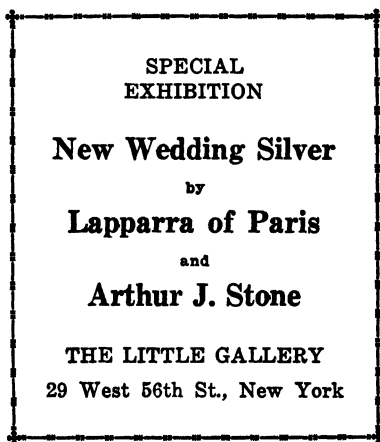 SPECIAL
EXHIBITION
New Wedding Silver
by
Lapparra of Paris
and
Arthur J. Stone
THE LITTLE GALLERY
29 West 56th St., New York